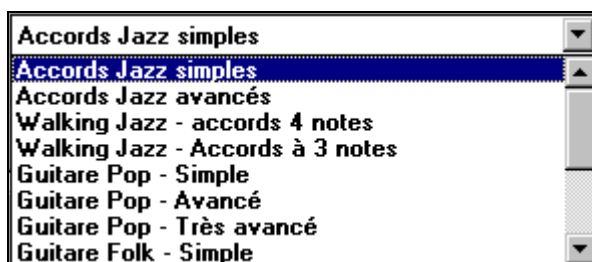 Accords Jazz simples
Accords Jazz simples
Accords Jazz avancés
Walking Jazz - accords 4 notes
Walking Jazz - Accords à 3 notes
Guitare Pop - Simple
Guitare Pop - Avancé
Guitare Pop - Très avancé
Guitare Folk - Simple